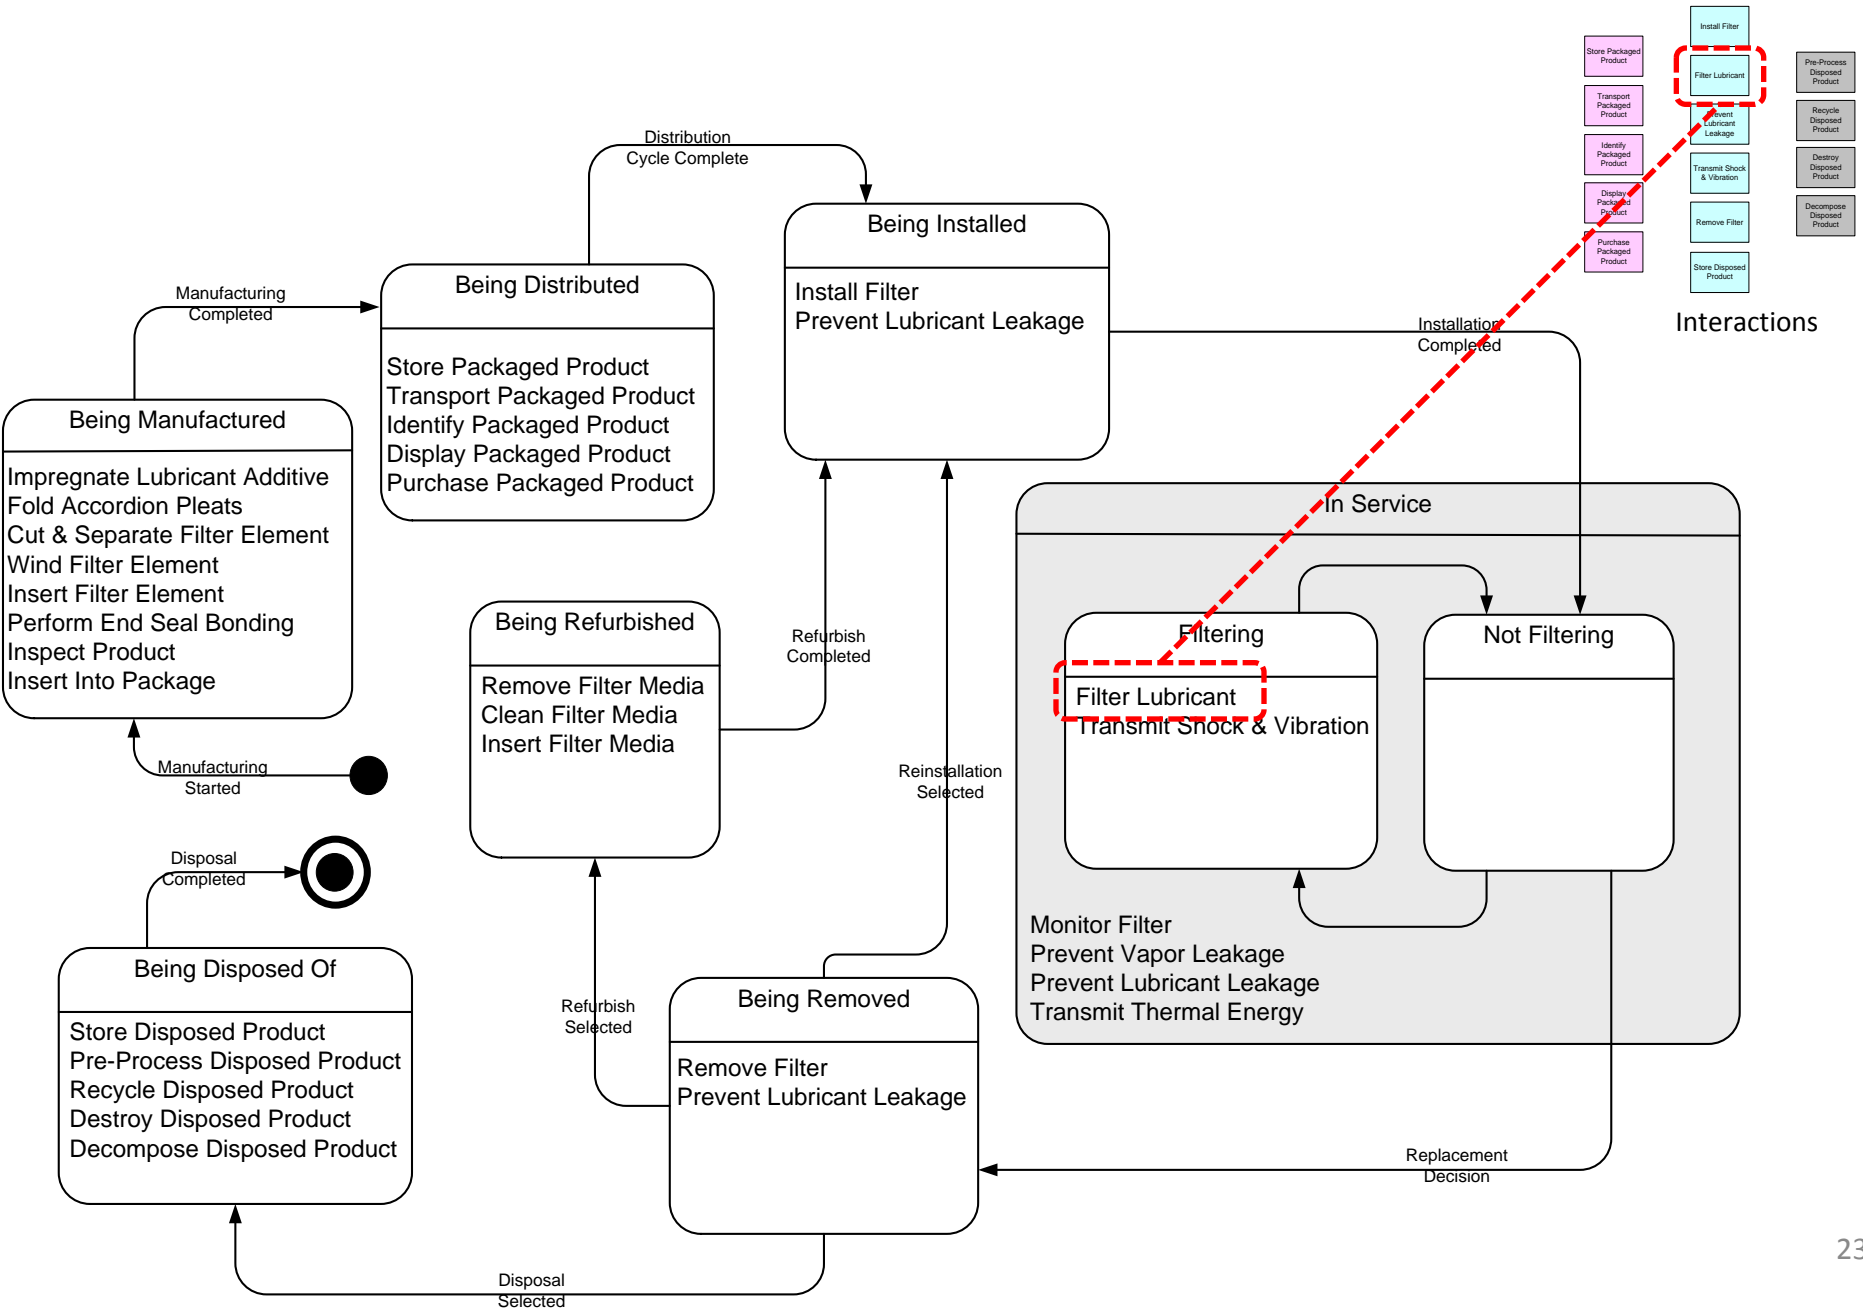 Install Filter
Store Packaged
Product
Filter Lubricant
Pre-Process
Disposed
Product
Transport
Packaged
Product
Prevent
Lubricant
Leakage
Recycle
Disposed
Product
Identify
Packaged
Product
Transmit Shock
& Vibration
Destroy
Disposed
Product
Display
Packaged
Product
Remove Filter
Decompose
Disposed
Product
Purchase
Packaged
Product
Store Disposed
Product
Interactions
Distribution
Cycle Complete
Being Installed
Install Filter
Prevent Lubricant Leakage
Being Distributed
Store Packaged Product
Transport Packaged Product
Identify Packaged Product
Display Packaged Product
Purchase Packaged Product
Manufacturing
Completed
Installation
Completed
Being Manufactured
Impregnate Lubricant Additive
Fold Accordion Pleats
Cut & Separate Filter Element
Wind Filter Element
Insert Filter Element
Perform End Seal Bonding
Inspect Product
Insert Into Package
In Service
Filtering
Filter Lubricant
Transmit Shock & Vibration
Not Filtering
Monitor Filter
Prevent Vapor Leakage
Prevent Lubricant Leakage
Transmit Thermal Energy
Being Refurbished
Remove Filter Media
Clean Filter Media
Insert Filter Media
Refurbish
Completed
Reinstallation
Selected
Manufacturing
Started
Disposal
Completed
Being Disposed Of
Store Disposed Product
Pre-Process Disposed Product
Recycle Disposed Product
Destroy Disposed Product
Decompose Disposed Product
Refurbish
Selected
Being Removed
Remove Filter
Prevent Lubricant Leakage
Replacement
Decision
Disposal
Selected
23